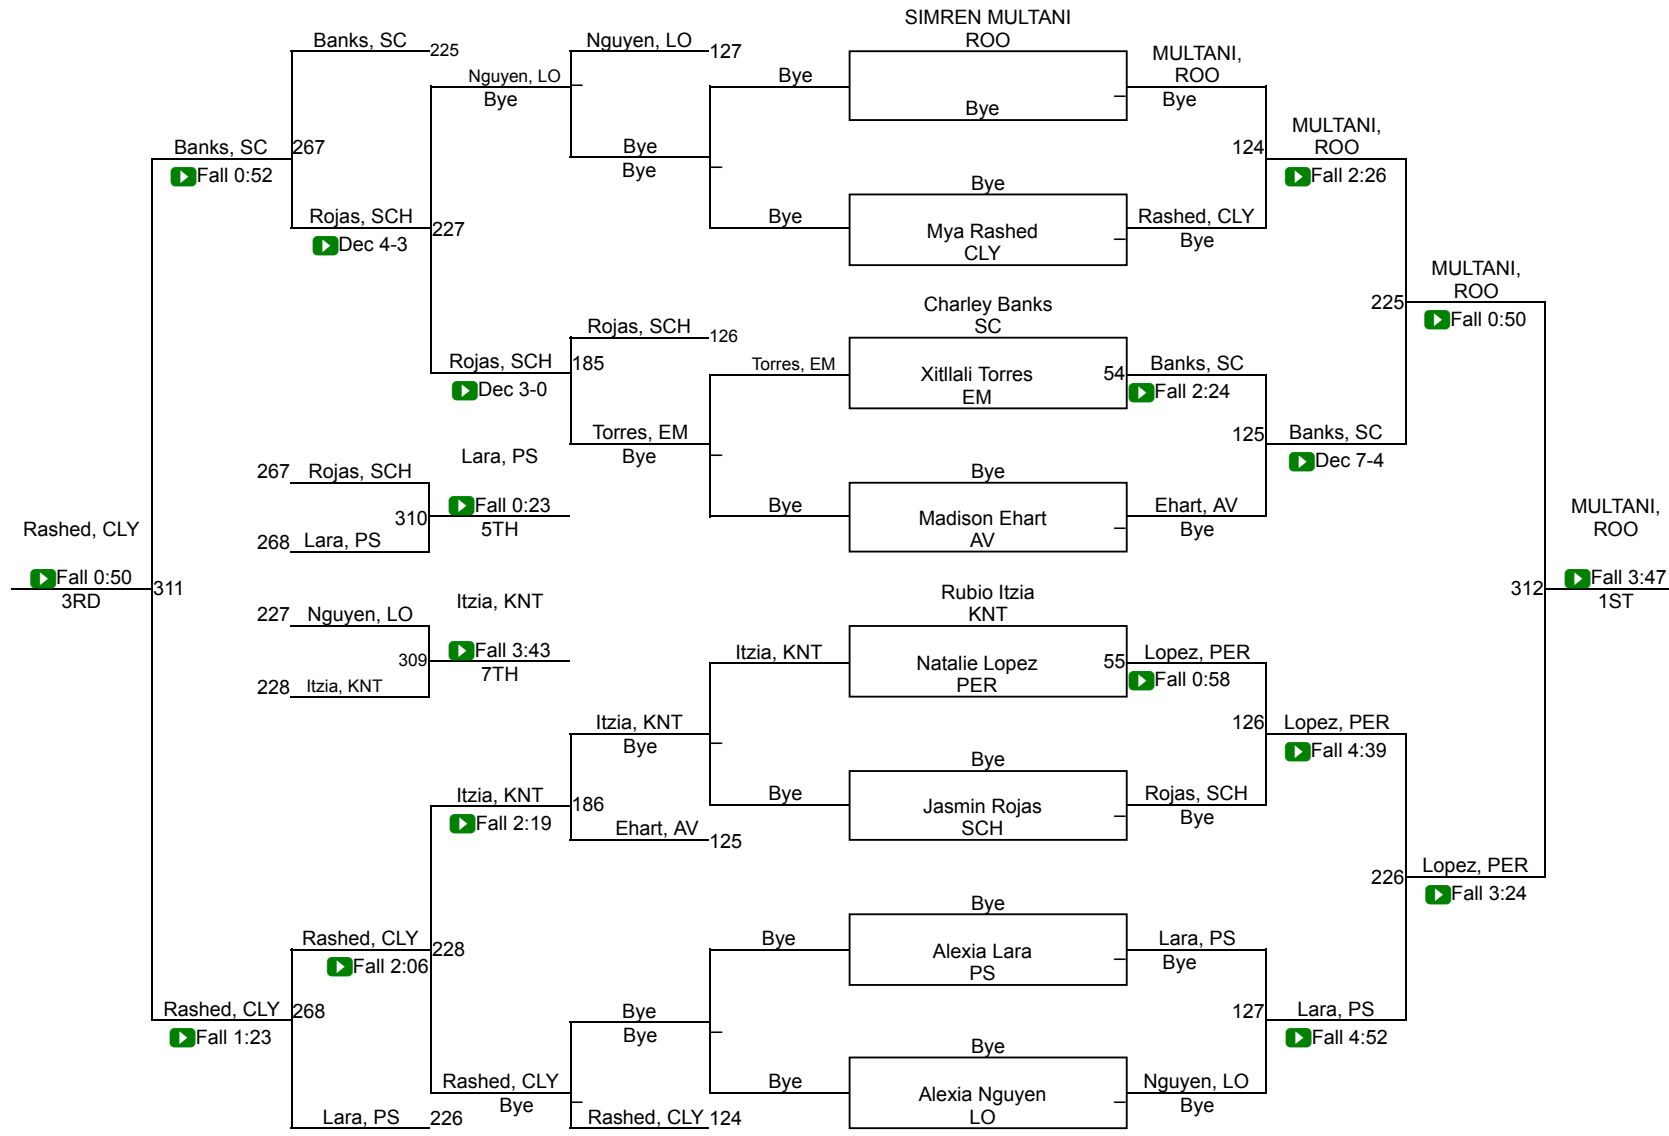 SIMREN MULTANI
ROO
Banks, SC
225
Nguyen, LO
127
MULTANI,
ROO
Nguyen, LO
Bye
Bye
Bye
Bye
MULTANI,
ROO
Banks, SC
267
Bye
Bye
124
Fall 0:52
Fall 2:26
Bye
Rojas, SCH
227
Bye
Rashed, CLY
Dec 4-3
Mya Rashed
CLY
Bye
MULTANI,
ROO
225
Charley Banks
SC
Fall 0:50
Rojas, SCH
126
Rojas, SCH
185
Torres, EM
Xitllali Torres
EM
54
Banks, SC
Dec 3-0
Fall 2:24
Torres, EM
Bye
125
Banks, SC
Dec 7-4
Lara, PS
267
Rojas, SCH
Bye
Fall 0:23
5TH
310
Bye
Madison Ehart
AV
Ehart, AV
Bye
MULTANI,
ROO
Rashed, CLY
268
Lara, PS
Fall 0:50
3RD
311
312
Fall 3:47
1ST
Itzia, KNT
Rubio Itzia
KNT
227
Nguyen, LO
Fall 3:43
7TH
309
228
Itzia, KNT
Itzia, KNT
Natalie Lopez
PER
55
Lopez, PER
Fall 0:58
Itzia, KNT
Bye
126
Lopez, PER
Fall 4:39
Bye
Itzia, KNT
186
Bye
Jasmin Rojas
SCH
Rojas, SCH
Bye
Fall 2:19
Ehart, AV
125
226
Lopez, PER
Fall 3:24
Bye
Rashed, CLY
228
Bye
Alexia Lara
PS
Lara, PS
Bye
Fall 2:06
Rashed, CLY
268
Bye
Bye
127
Lara, PS
Fall 1:23
Fall 4:52
Bye
Rashed, CLY
Bye
Bye
Alexia Nguyen
LO
Nguyen, LO
Bye
Lara, PS
226
Rashed, CLY
124